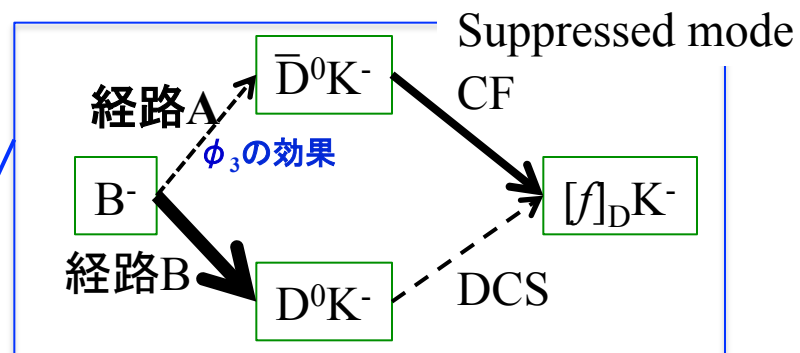 Suppressed mode
D̅⁰K⁻
CF
経路A
φ₃の効果
B⁻
[f]_DK⁻
経路B
D⁰K⁻
DCS